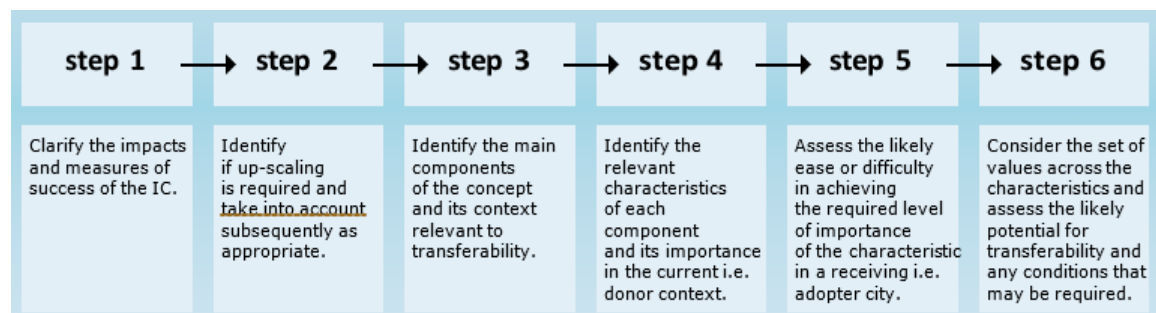 step 1
step 2
step 3
step 4
step 5
step 6
Clarify the impacts
and measures of
success of the IC.
Identify
if up-scaling
is required and
take into account
subsequently as
appropriate.
Identify the main
components
of the concept
and its context
relevant to
transferability.
Identify the
relevant
characteristics
of each
component
and its importance
in the current i.e.
donor context.
Assess the likely
ease or difficulty
in achieving
the required level
of importance
of the characteristic
in a receiving i.e.
adopter city.
Consider the set of
values across the
characteristics and
assess the likely
potential for
transferability and
any conditions that
may be required.